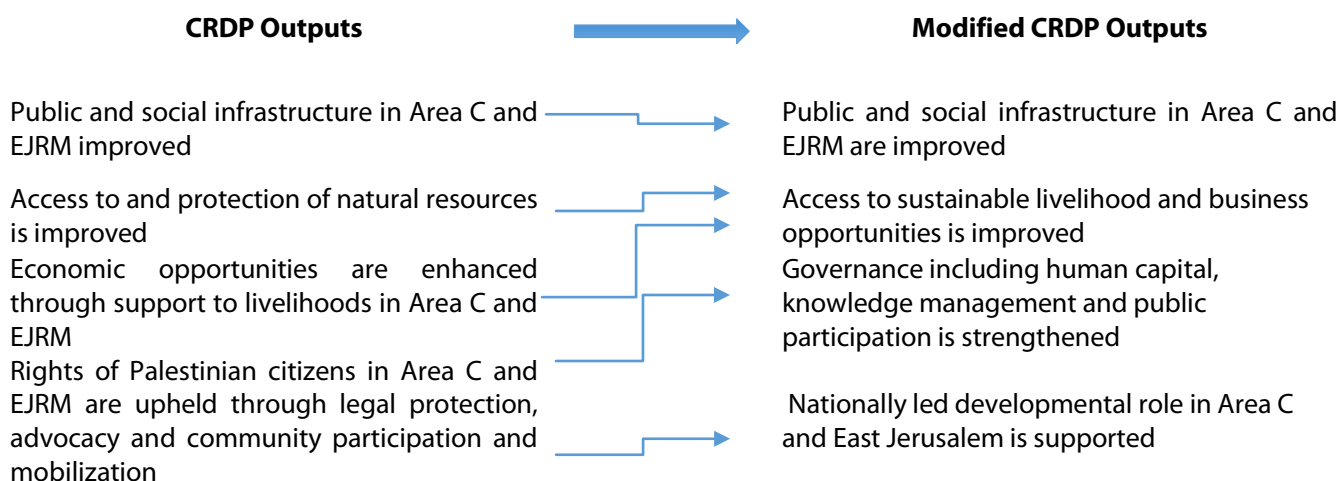 CRDP Outputs
Modified CRDP Outputs
Public and social infrastructure in Area C and
EJRM improved
Access to and protection of natural resources
is improved
Economic opportunities are enhanced
through support to livelihoods in Area C and
EJRM
Rights of Palestinian citizens in Area C and
EJRM are upheld through legal protection,
advocacy and community participation and
mobilization
Public and social infrastructure in Area C and
EJRM are improved
Access to sustainable livelihood and business
opportunities is improved
Governance including human capital,
knowledge management and public
participation is strengthened
Nationally led developmental role in Area C
and East Jerusalem is supported